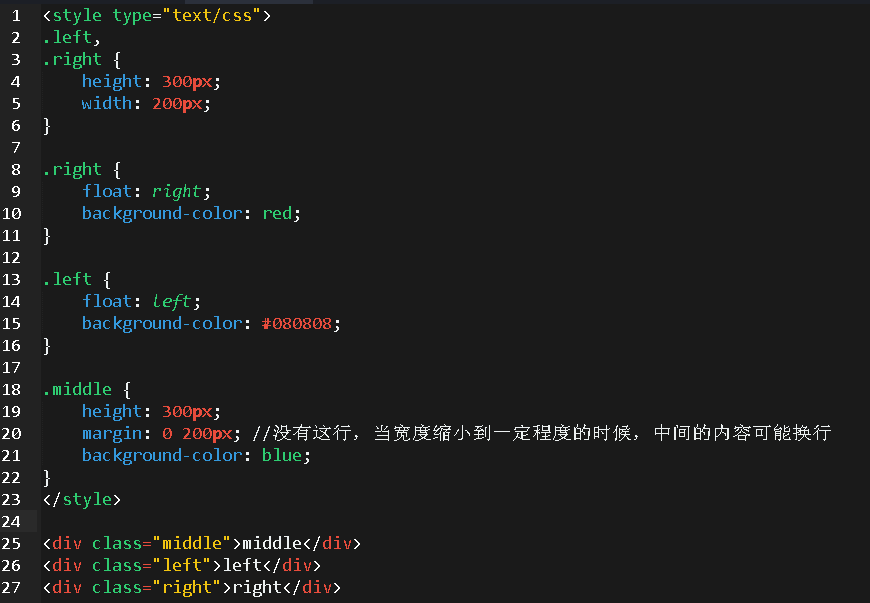 1 <style type="text/css">
2 .left,
3 .right {
4     height: 300px;
5     width: 200px;
6 }
7
8 .right {
9     float: right;
10     background-color: red;
11 }
12
13 .left {
14     float: left;
15     background-color: #080808;
16 }
17
18 .middle {
19     height: 300px;
20     margin: 0 200px; //没有这行，当宽度缩小到一定程度的时候，中间的内容可能换行
21     background-color: blue;
22 }
23 </style>
24
25 <div class="middle">middle</div>
26 <div class="left">left</div>
27 <div class="right">right</div>